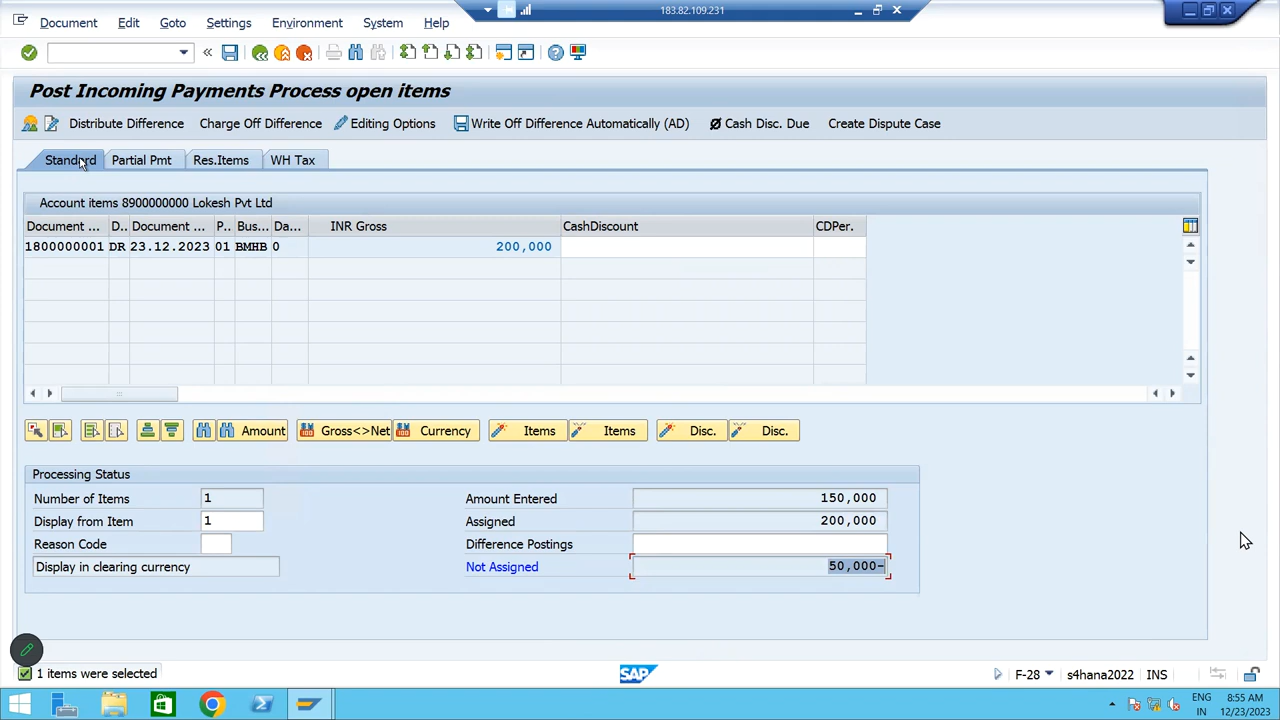 183.82.109.231
Document Edit Goto Settings Environment System Help
Post Incoming Payments Process open items
Distribute Difference Charge Off Difference Editing Options Write Off Difference Automatically (AD) Cash Disc. Due Create Dispute Case
Standard Partial Pmt Res.Items WH Tax
Account items 8900000000 Lokesh Pvt Ltd
Document ... D.. Document ... P.. Bus... Da... INR Gross CashDiscount CDPer.
1800000001 DR 23.12.2023 01 BMHB 0 200,000
Amount Gross<>Net Currency Items Items Disc. Disc.
Processing Status
Number of Items 1 Amount Entered 150,000
Display from Item 1 Assigned 200,000
Reason Code Difference Postings
Display in clearing currency Not Assigned 50,000-
1 items were selected SAP F-28 s4hana2022 INS
ENG 8:55 AM
IN 12/23/2023